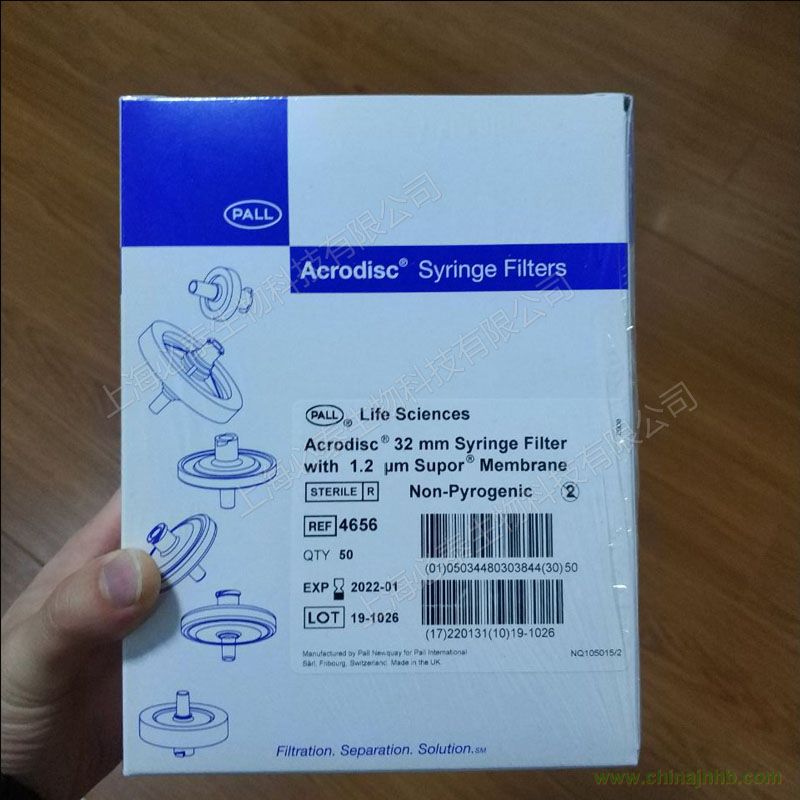 PALL
Acrodisc® Syringe Filters
PALL® Life Sciences
Acrodisc® 32 mm Syringe Filter
with 1.2 µm Supor® Membrane
STERILE R Non-Pyrogenic 2
REF 4656
QTY 50
(01)05034480303844(30)50
EXP 2022-01
LOT 19-1026
(17)220131(10)19-1026
Manufactured by Pall Newquay for Pall International
Sàrl, Fribourg, Switzerland. Made in the UK.
NQ105015/2
Filtration. Separation. Solution.SM
www.chinajnhb.com